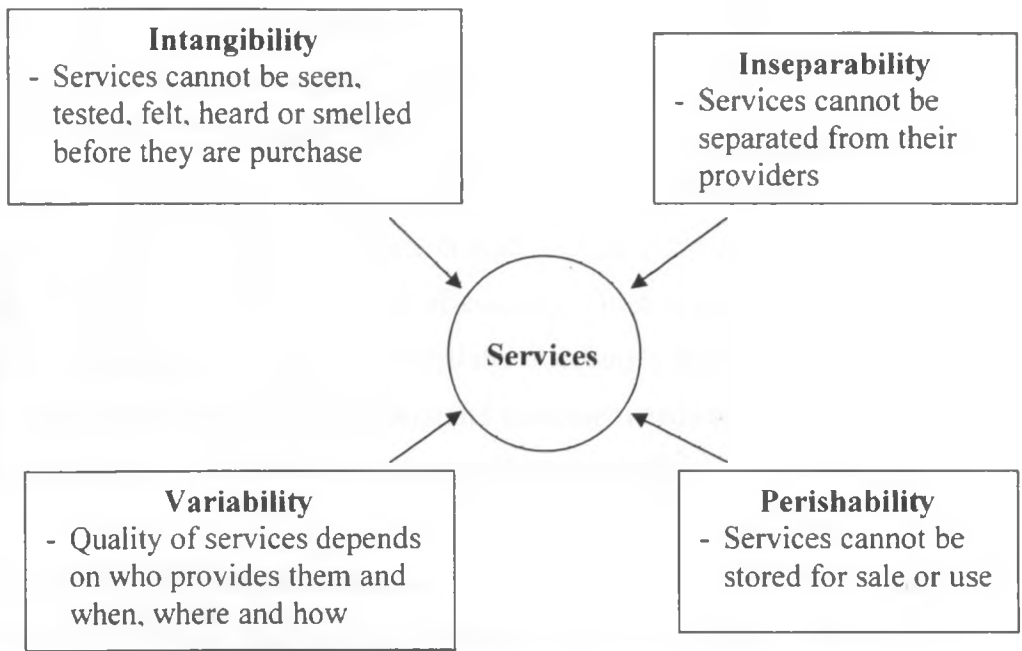 Intangibility
- Services cannot be seen,
tested, felt, heard or smelled
before they are purchase
Inseparability
- Services cannot be
separated from their
providers
Services
Variability
- Quality of services depends
on who provides them and
when, where and how
Perishability
- Services cannot be
stored for sale or use